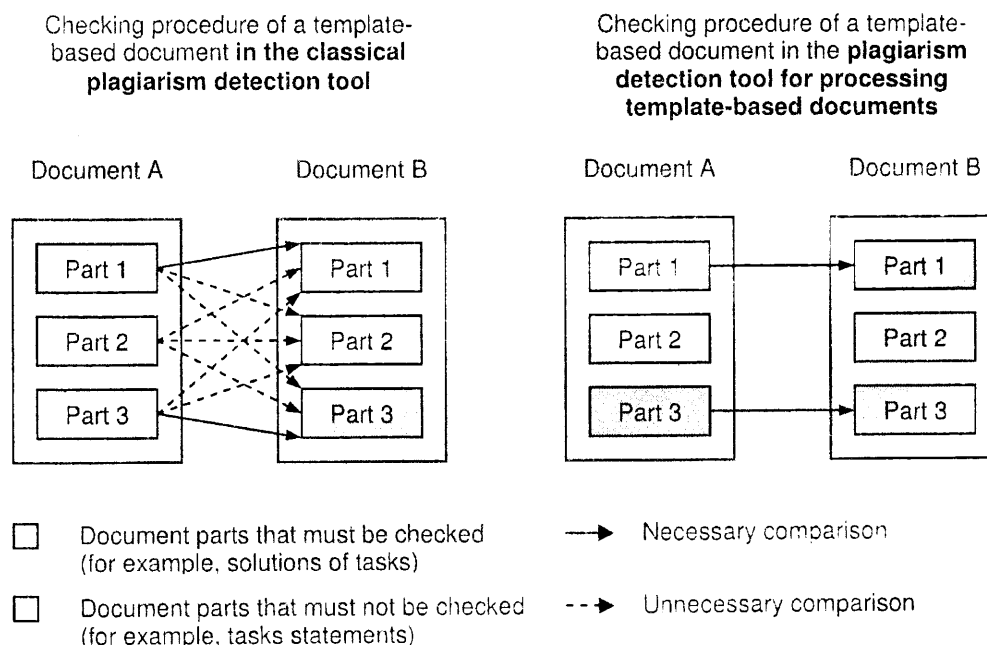 Checking procedure of a template-
based document in the classical
plagiarism detection tool
Checking procedure of a template-
based document in the plagiarism
detection tool for processing
template-based documents
Document A
Document B
Part 1
Part 2
Part 3
Part 1
Part 2
Part 3
Document A
Document B
Part 1
Part 2
Part 3
Part 1
Part 2
Part 3
Document parts that must be checked
(for example, solutions of tasks)
Document parts that must not be checked
(for example, tasks statements)
Necessary comparison
Unnecessary comparison